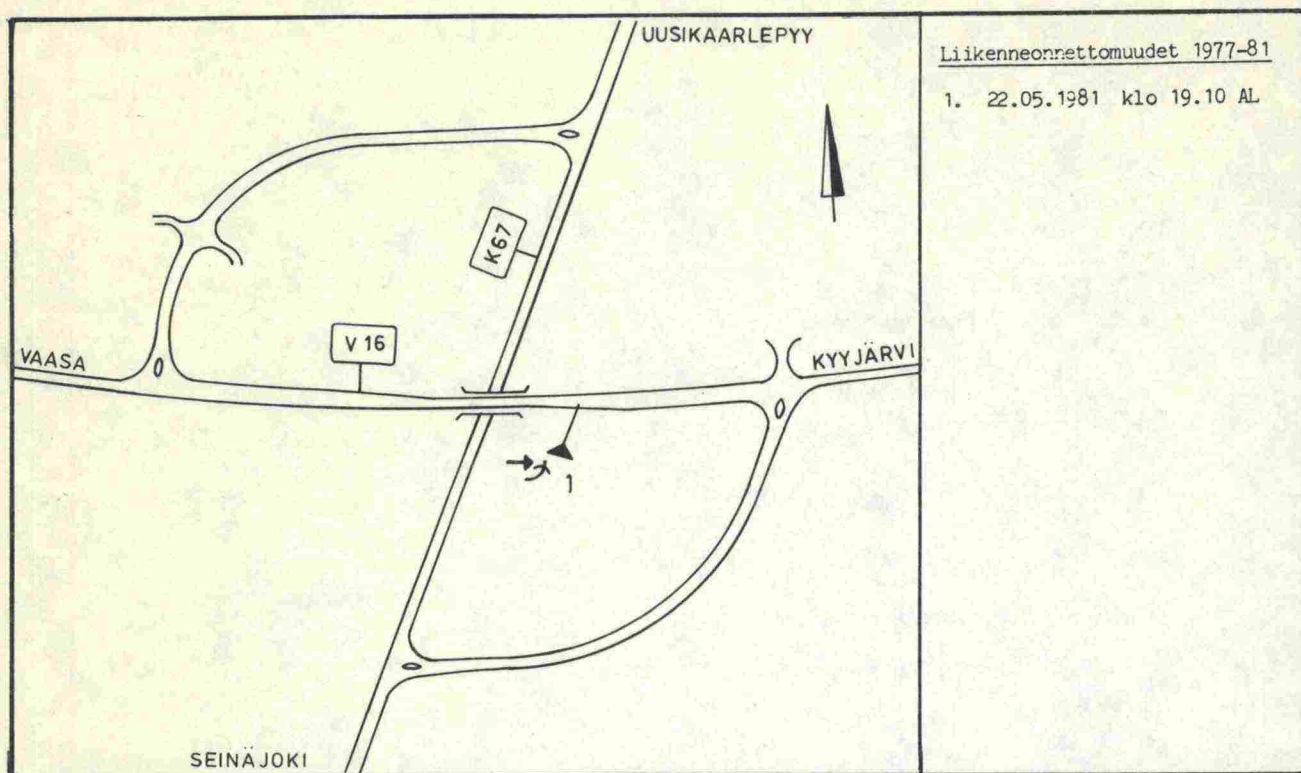 UUSIKAARLEPYY
Liikenneonnettomuudet 1977-81
1. 22.05.1981 klo 19.10 AL
K67
V 16
VAASA
KYYJÄRVI
1
SEINÄJOKI